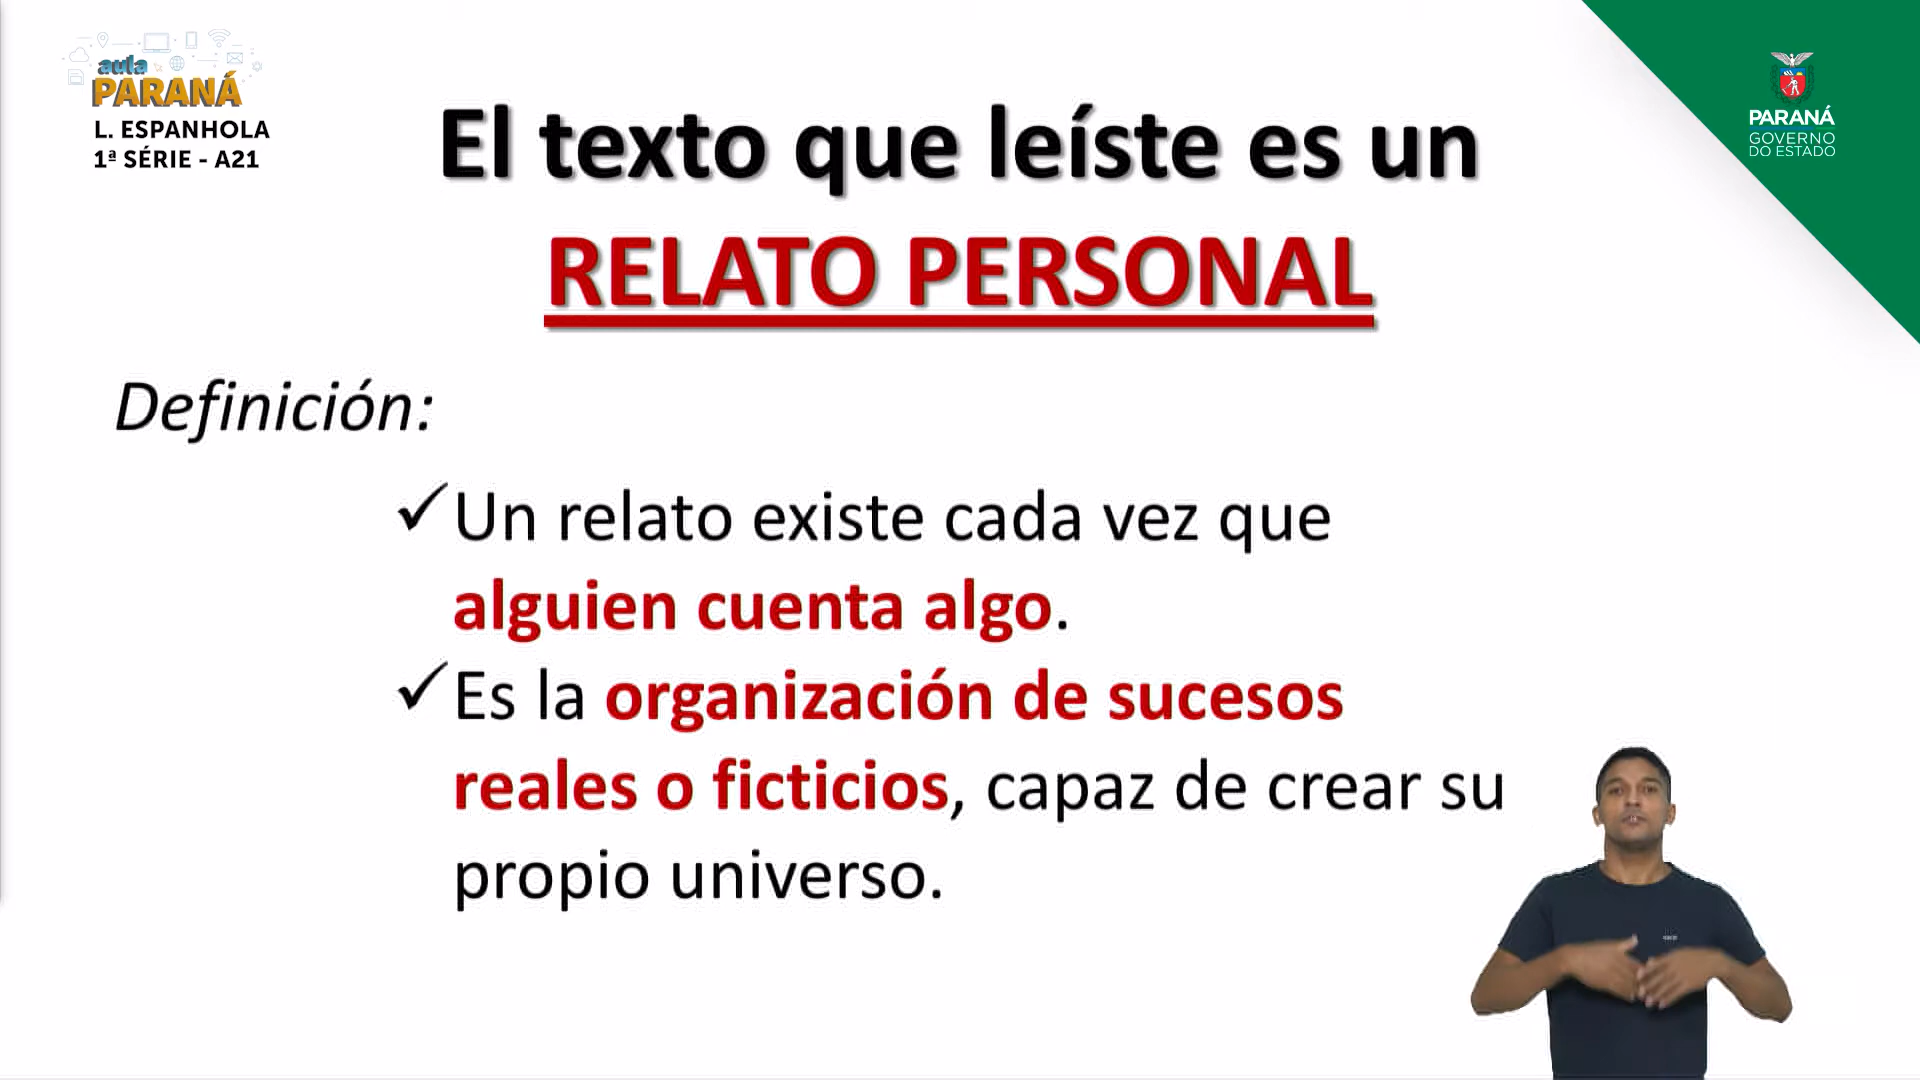 aula
PARANÁ
L. ESPANHOLA
1ª SÉRIE - A21
PARANÁ
GOVERNO
DO ESTADO
El texto que leíste es un
RELATO PERSONAL
Definición:
✓Un relato existe cada vez que
alguien cuenta algo.
✓Es la organización de sucesos
reales o ficticios, capaz de crear su
propio universo.